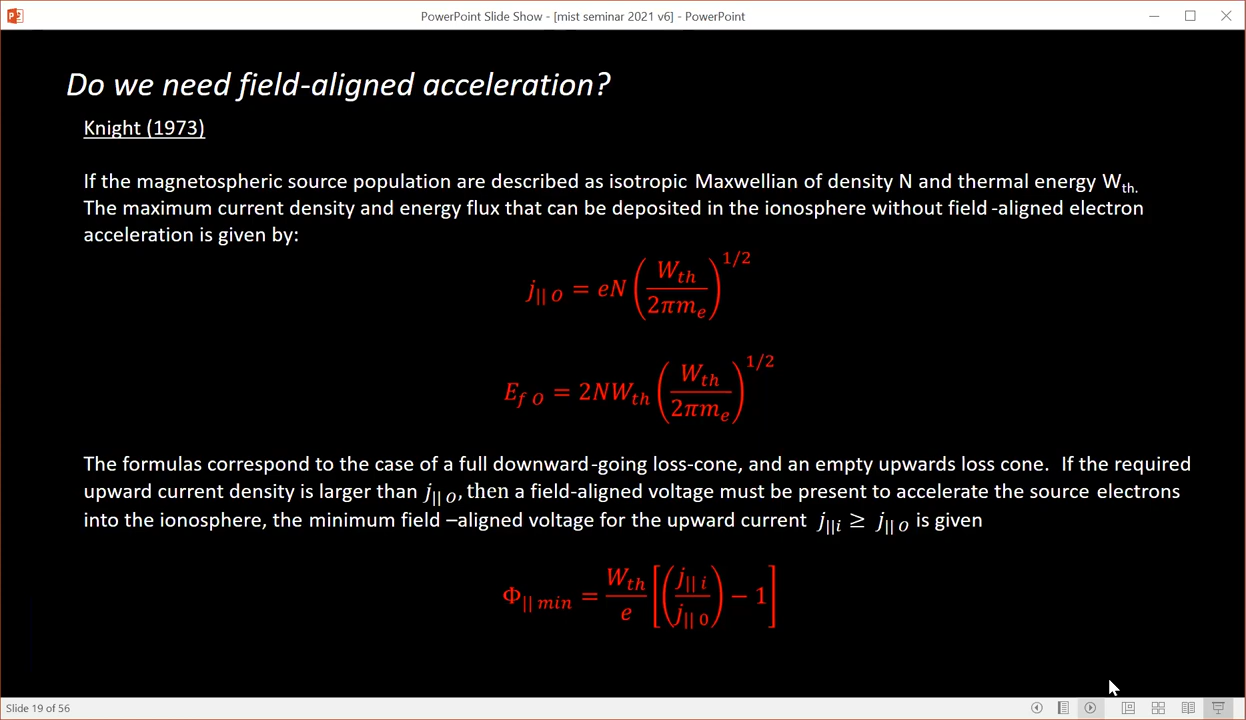 PowerPoint Slide Show - [mist seminar 2021 v6] - PowerPoint
Do we need field-aligned acceleration?
Knight (1973)
If the magnetospheric source population are described as isotropic Maxwellian of density N and thermal energy W_th.
The maximum current density and energy flux that can be deposited in the ionosphere without field-aligned electron
acceleration is given by:
j_{|| O} = eN (W_th / 2πm_e)^{1/2}
E_{f O} = 2NW_th (W_th / 2πm_e)^{1/2}
The formulas correspond to the case of a full downward-going loss-cone, and an empty upwards loss cone. If the required
upward current density is larger than j_{|| O}, then a field-aligned voltage must be present to accelerate the source electrons
into the ionosphere, the minimum field –aligned voltage for the upward current j_{||i} ≥ j_{|| O} is given
Φ_{|| min} = W_th / e [(j_{|| i} / j_{|| 0}) − 1]
Slide 19 of 56